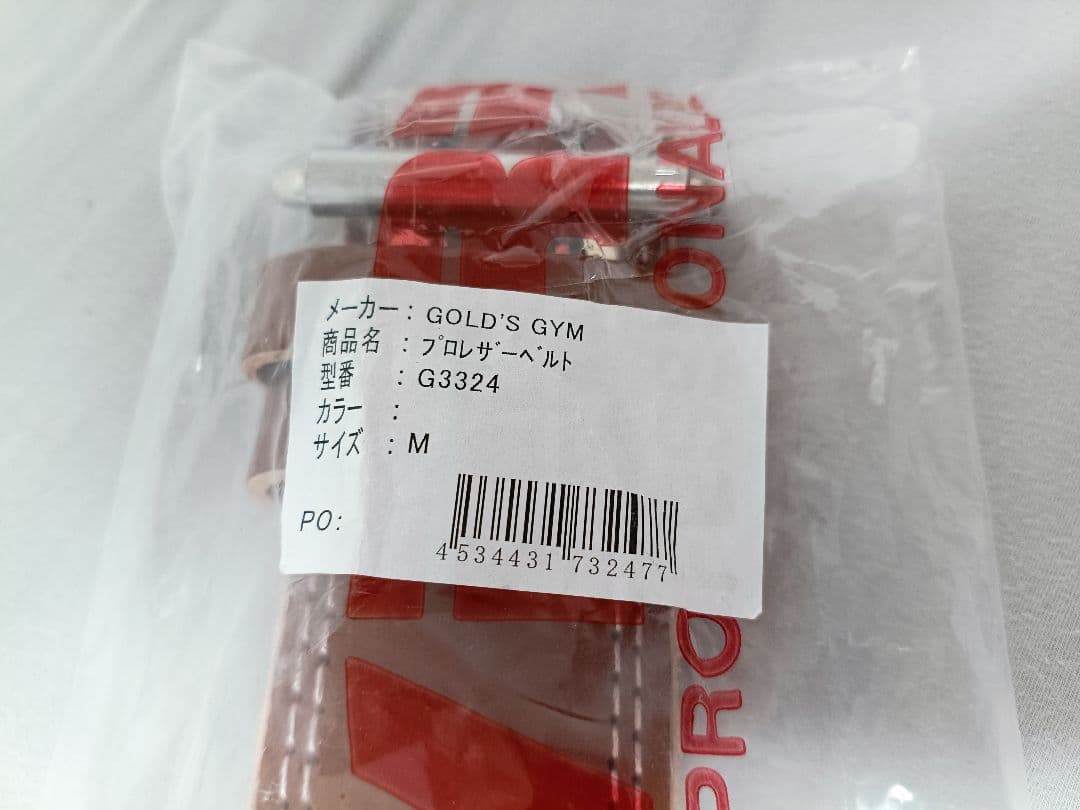 メーカー : GOLD'S GYM
商品名 : ﾌﾟﾛﾚｻﾞｰﾍﾞﾙﾄ
型番 : G3324
カラー :
サイズ : M
PO:
4534431 732477